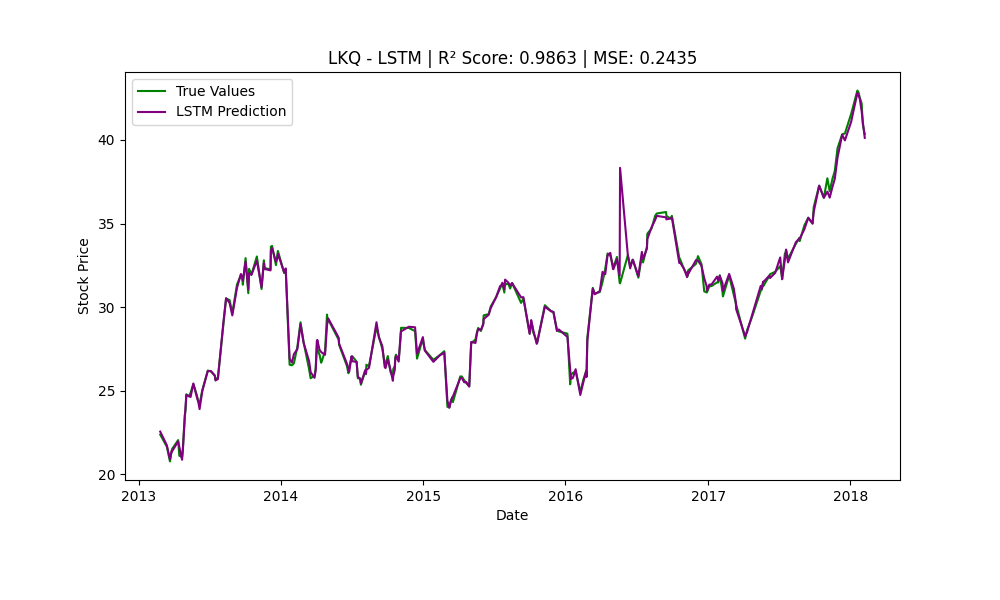 LKQ - LSTM | R² Score: 0.9863 | MSE: 0.2435
True Values
LSTM Prediction
Stock Price
40
35
30
25
20
2013 2014 2015 2016 2017 2018
Date